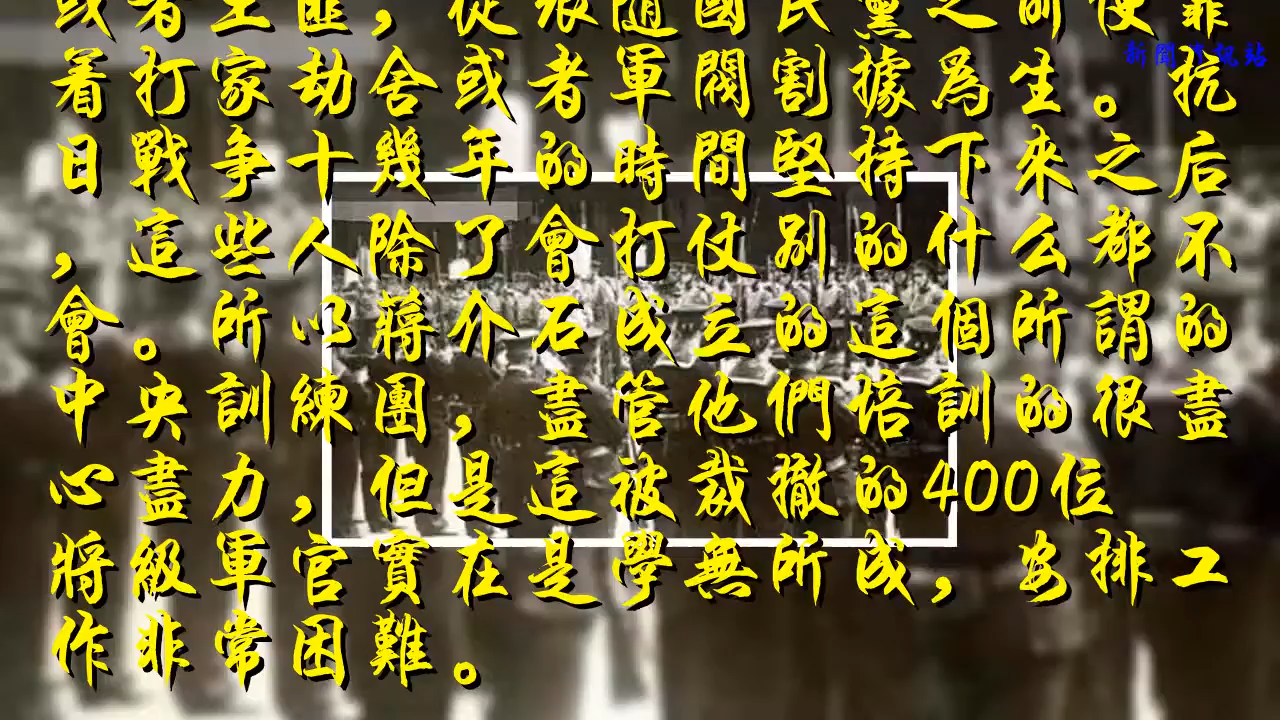 或者土匪，從跟隨國民黨之前便靠
着打家劫舍或者軍閥割據爲生。抗
日戰争十幾年的時間堅持下來之后
，這些人除了會打仗别的什么都不
會。所以蔣介石成立的這個所謂的
中央訓練團，盡管他們培訓的很盡
心盡力，但是這被裁撤的400位
將級軍官實在是學無所成，安排工
作非常困難。